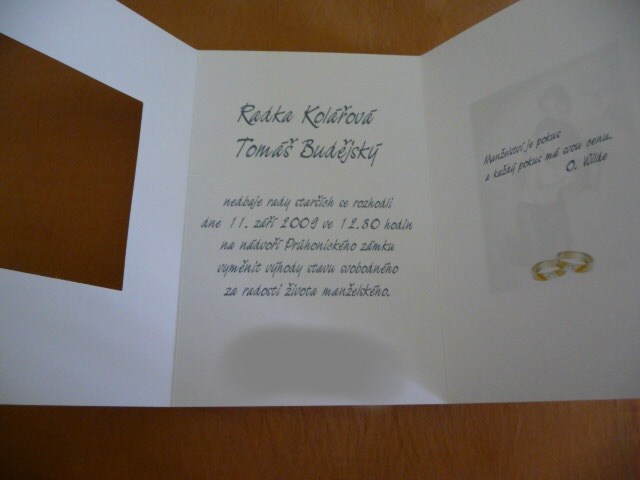 Radka Kolářová
Tomáš Budějský
nedbaje rady starších se rozhodli
dne 11. září 2009 ve 12.30 hodin
na nádvoří Průhonického zámku
vyměnit výhody stavu svobodného
za radosti života manželského.
Manželství je pokus
a každý pokus má svou cenu.
O. Wilde